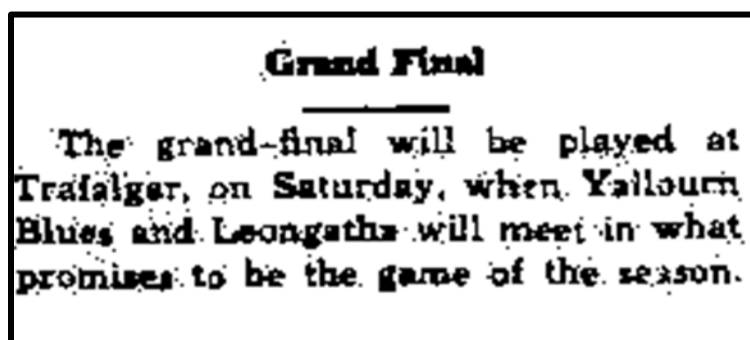 Grand Final
The grand-final will be played at
Trafalgar, on Saturday, when Yallourn
Blues and Leongatha will meet in what
promises to be the game of the season.